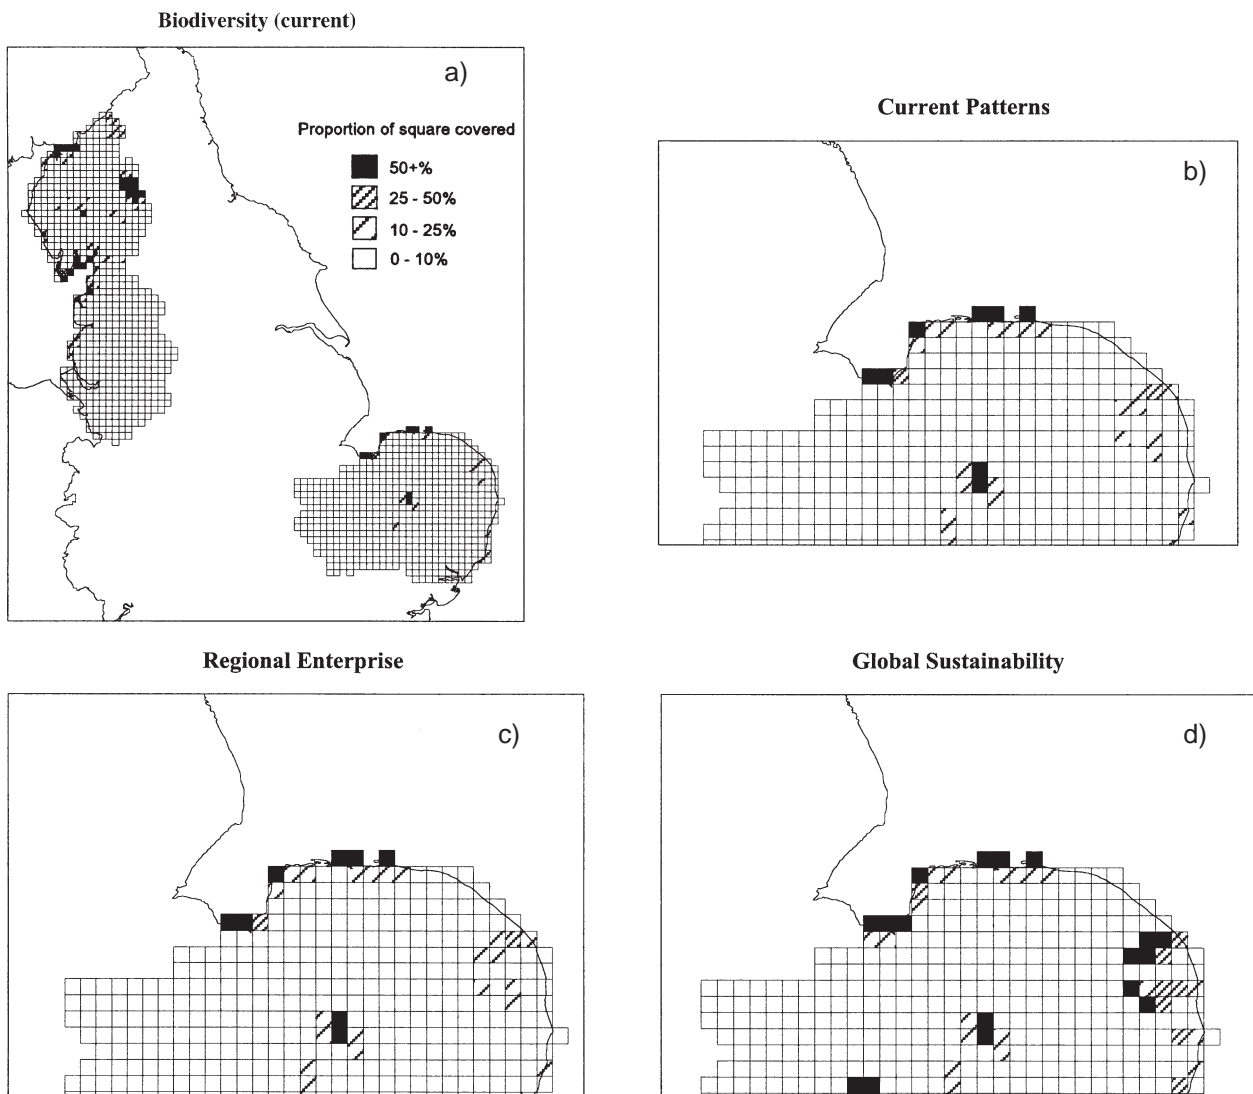 Biodiversity (current)
a)
Proportion of square covered
50+%
25 - 50%
10 - 25%
0 - 10%
Current Patterns
b)
Regional Enterprise
c)
Global Sustainability
d)